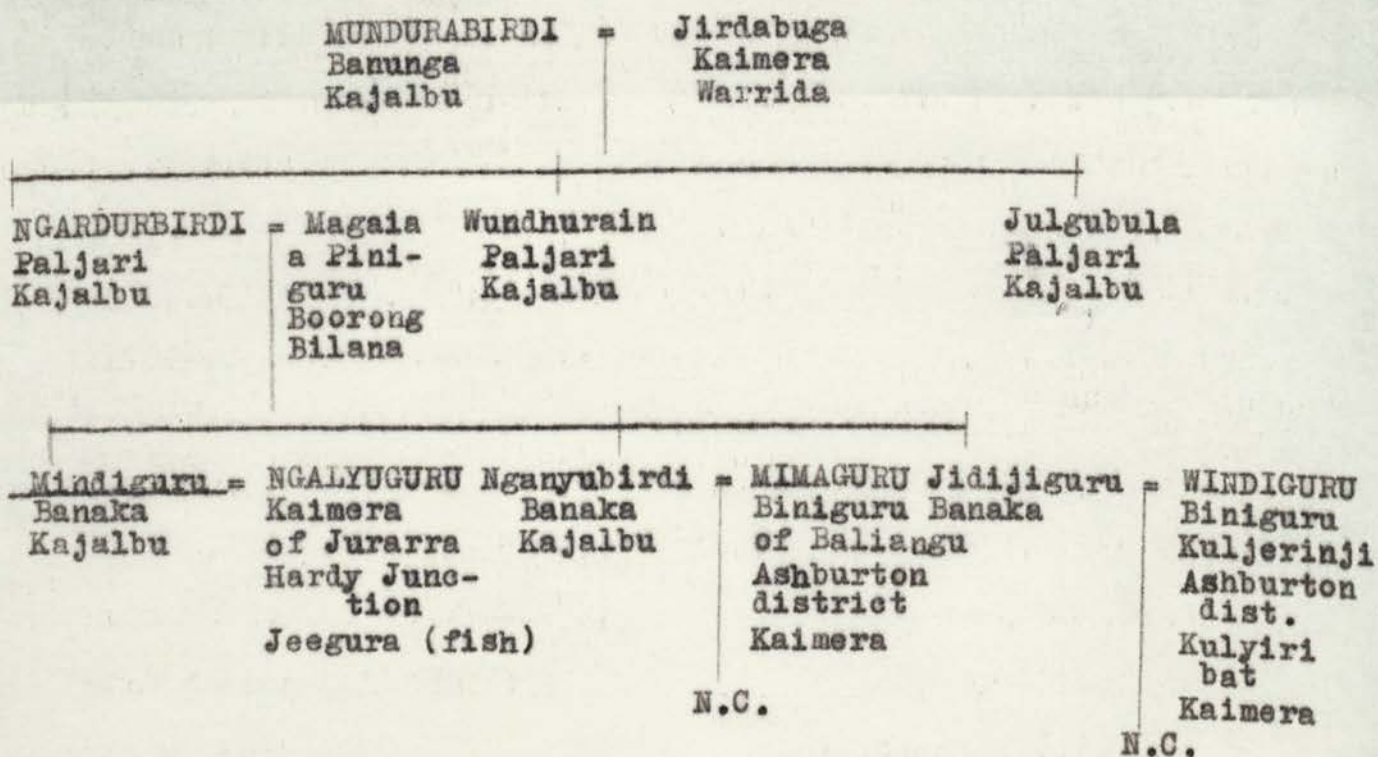 MUNDURABIRDI = Jirdabuga
Banunga Kaimera
Kajalbu Warrida
NGARDURBIRDI = Magaia Wundhurain Julgubula
Paljari a Pini- Paljari Paljari
Kajalbu guru Kajalbu Kajalbu
Boorong
Bilana
Mindiguru = NGALYUGURU Nganyubirdi = MIMAGURU Jidijiguru = WINDIGURU
Banaka Kaimera Banaka Biniguru Banaka Biniguru
Kajalbu of Jurarra Kajalbu of Baliangu Kuljerinji
Hardy Junc- Ashburton Ashburton
tion district dist.
Jeegura (fish) Kaimera Kulyiri
bat
N.C. Kaimera
N.C.